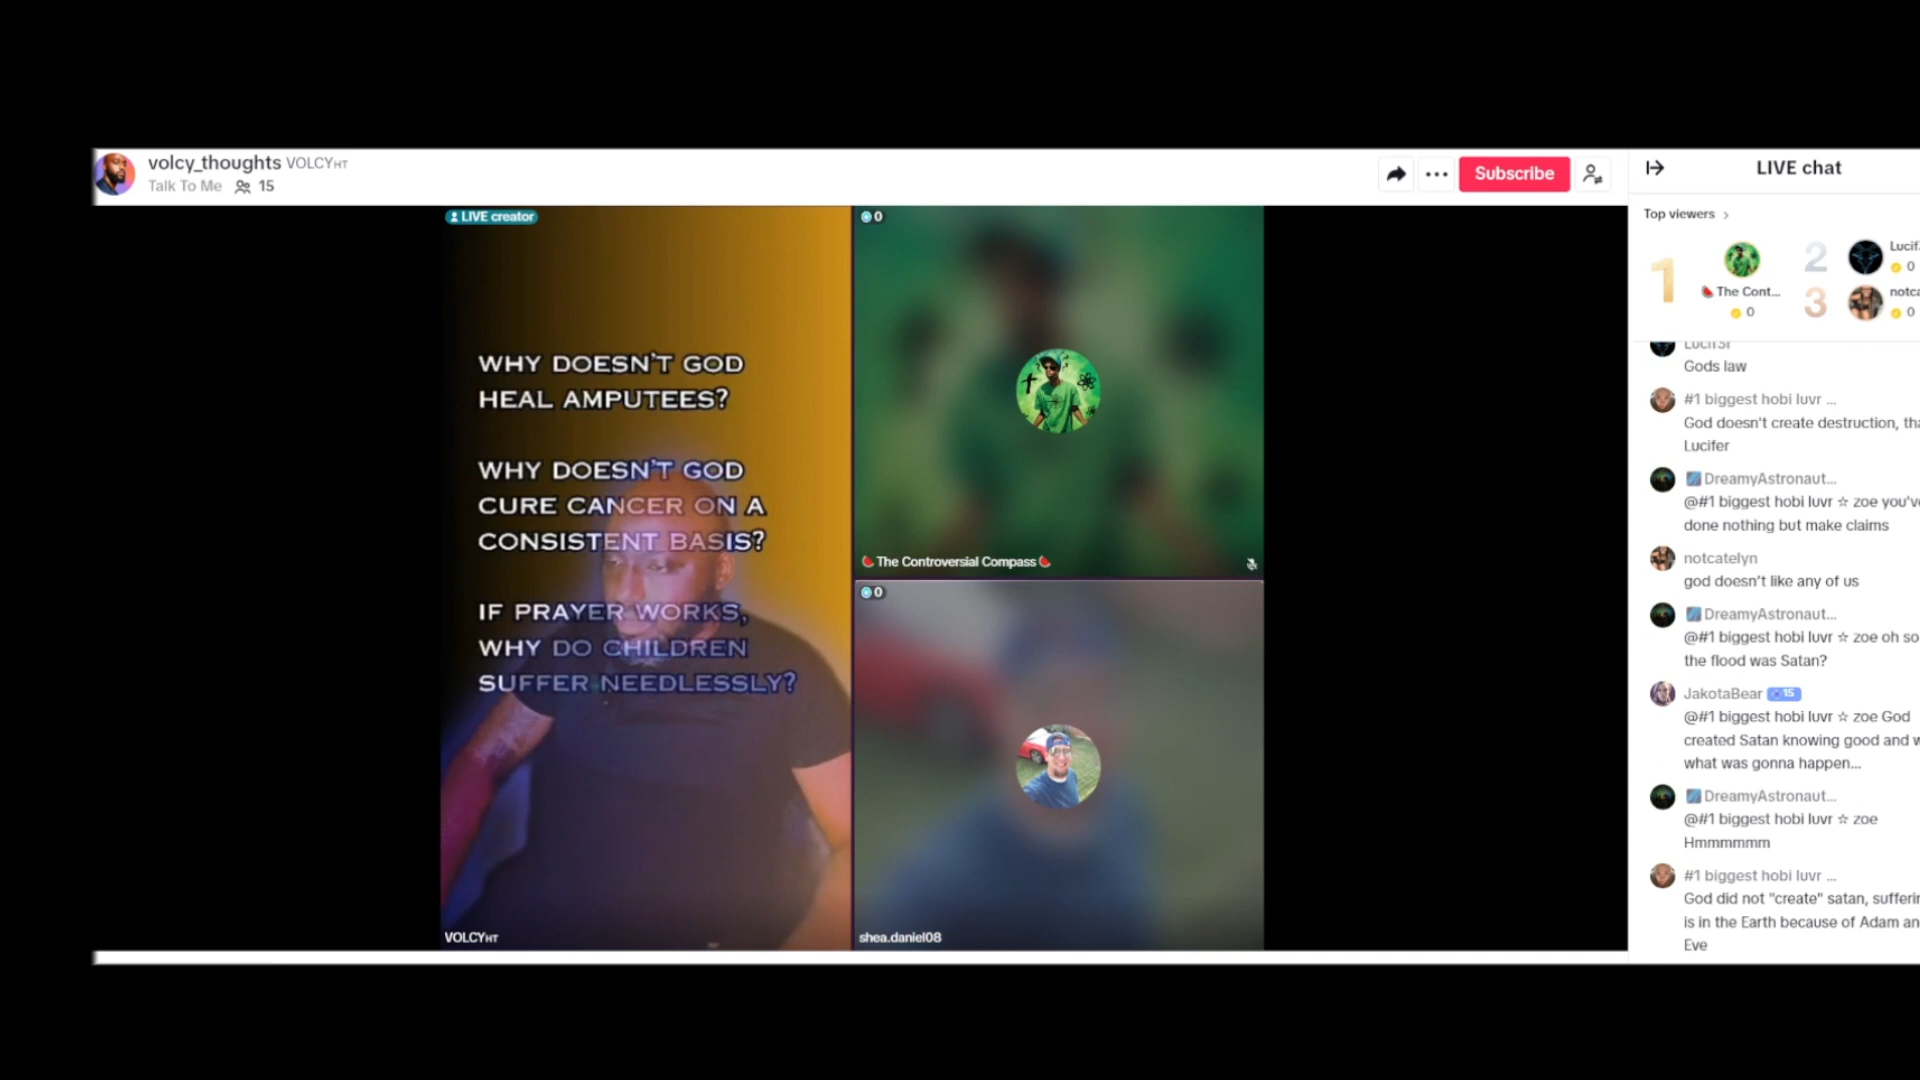 volcy_thoughts VOLCYHT
Talk To Me 15
Subscribe
LIVE creator
WHY DOESN'T GOD
HEAL AMPUTEES?
WHY DOESN'T GOD
CURE CANCER ON A
CONSISTENT BASIS?
IF PRAYER WORKS,
WHY DO CHILDREN
SUFFER NEEDLESSLY?
VOLCYHT
0
🍉The Controversial Compass🍉
0
shea.daniel08
LIVE chat
Top viewers >
1
🍉 The Cont...
0
2
0
3
0
Gods law
#1 biggest hobi luvr ...
God doesn't create destruction,
Lucifer
DreamyAstronaut...
@#1 biggest hobi luvr ☆ zoe
done nothing but make claims
notcatelyn
god doesn't like any of us
DreamyAstronaut...
@#1 biggest hobi luvr ☆ zoe oh so
the flood was Satan?
JakotaBear 15
@#1 biggest hobi luvr ☆ zoe God
created Satan knowing good and
what was gonna happen...
DreamyAstronaut...
@#1 biggest hobi luvr ☆ zoe
Hmmmmmm
#1 biggest hobi luvr ...
God did not "create" satan,
is in the Earth because of Adam
Eve